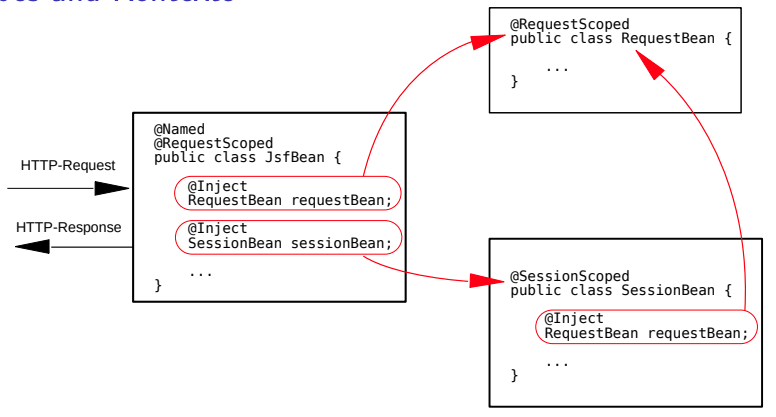 @RequestScoped
public class RequestBean {
...
}
@Named
@RequestScoped
public class JsfBean {
@Inject
RequestBean requestBean;
@Inject
SessionBean sessionBean;
...
}
HTTP-Request
HTTP-Response
@SessionScoped
public class SessionBean {
@Inject
RequestBean requestBean;
...
}